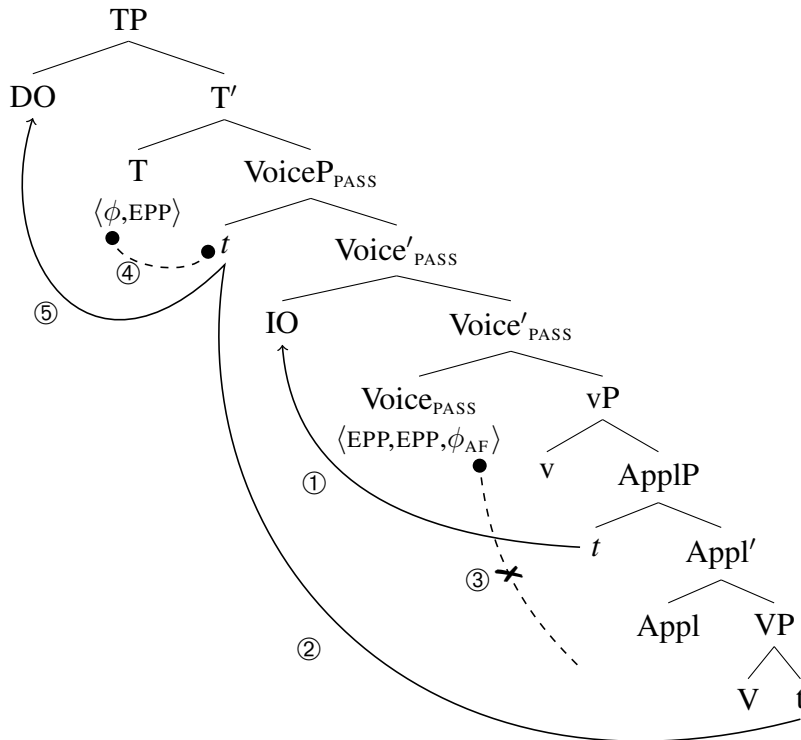 TP
DO T′
T VoiceP_PASS
⟨ϕ,EPP⟩
t Voice′_PASS
④
⑤ IO Voice′_PASS
Voice_PASS vP
⟨EPP,EPP,ϕ_AF⟩
v ApplP
①
t Appl′
③
Appl VP
②
V t